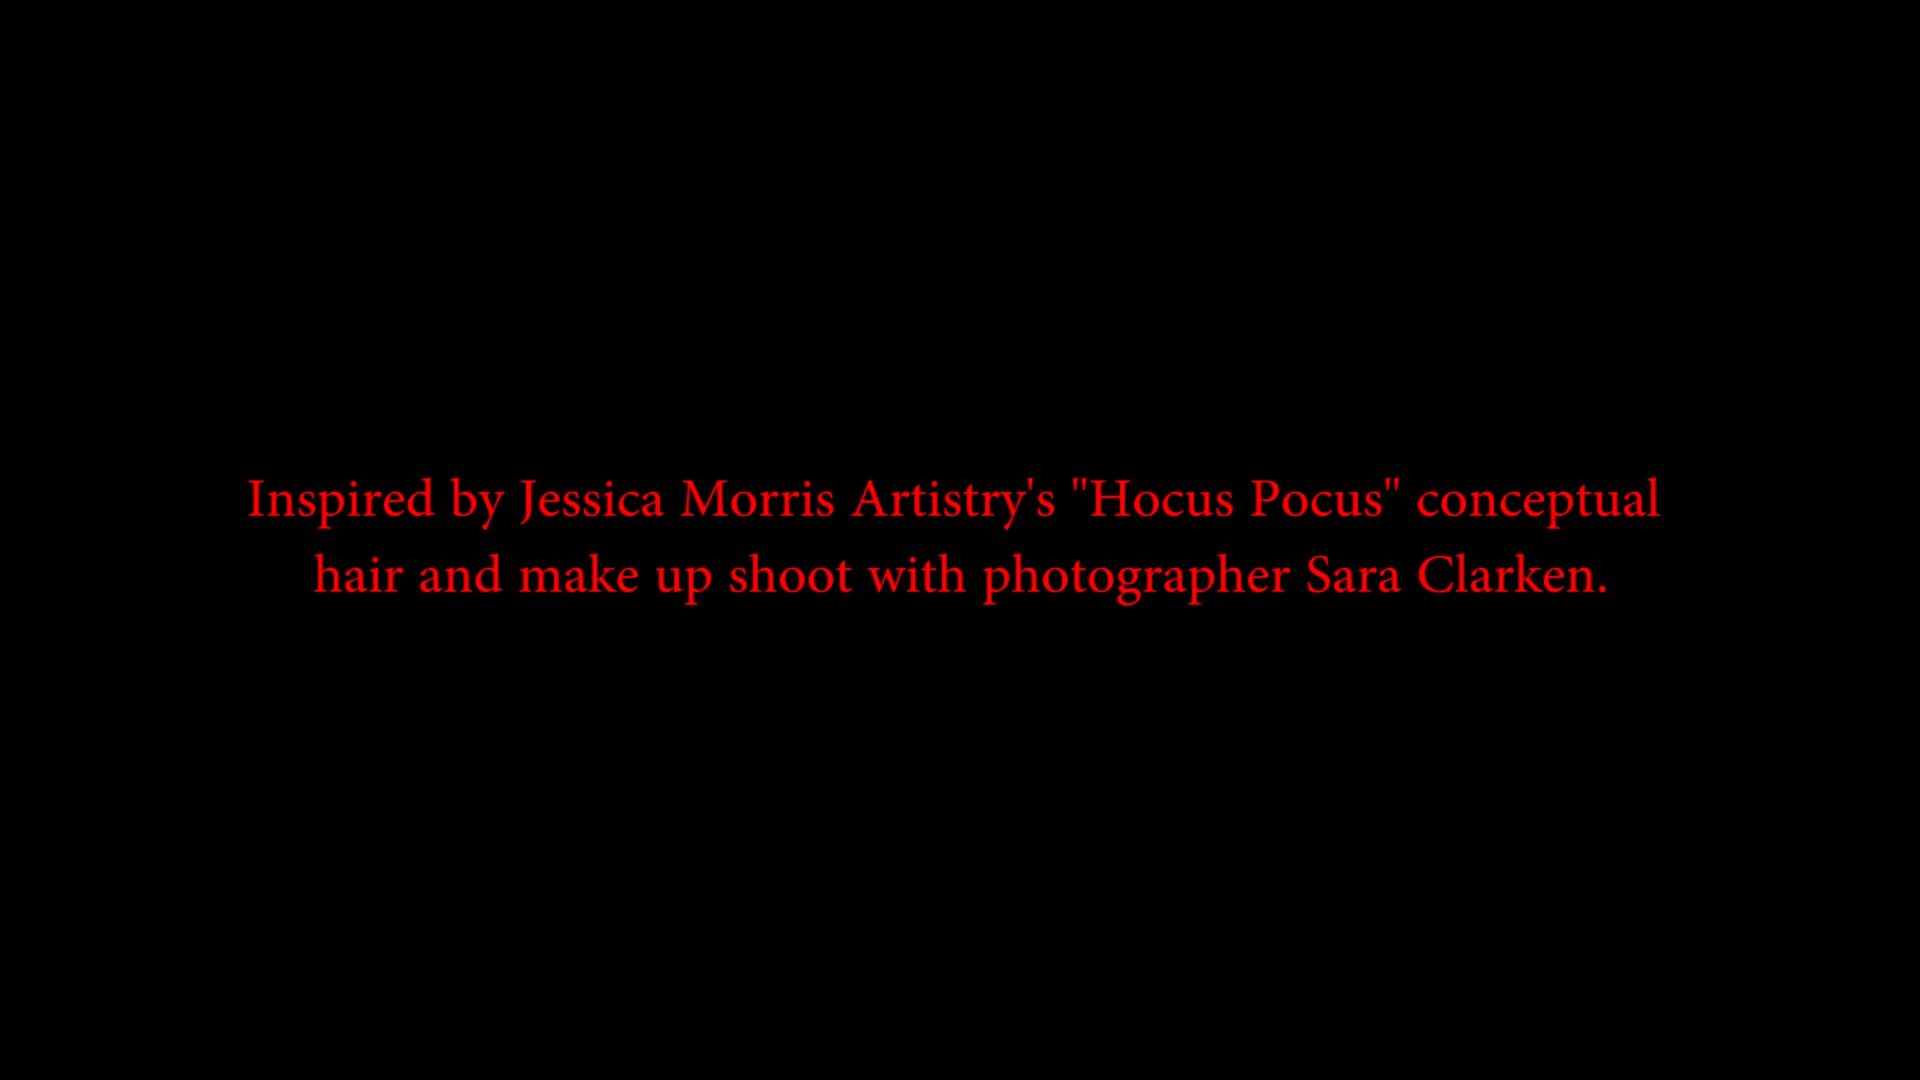 Inspired by Jessica Morris Artistry's "Hocus Pocus" conceptual
hair and make up shoot with photographer Sara Clarken.